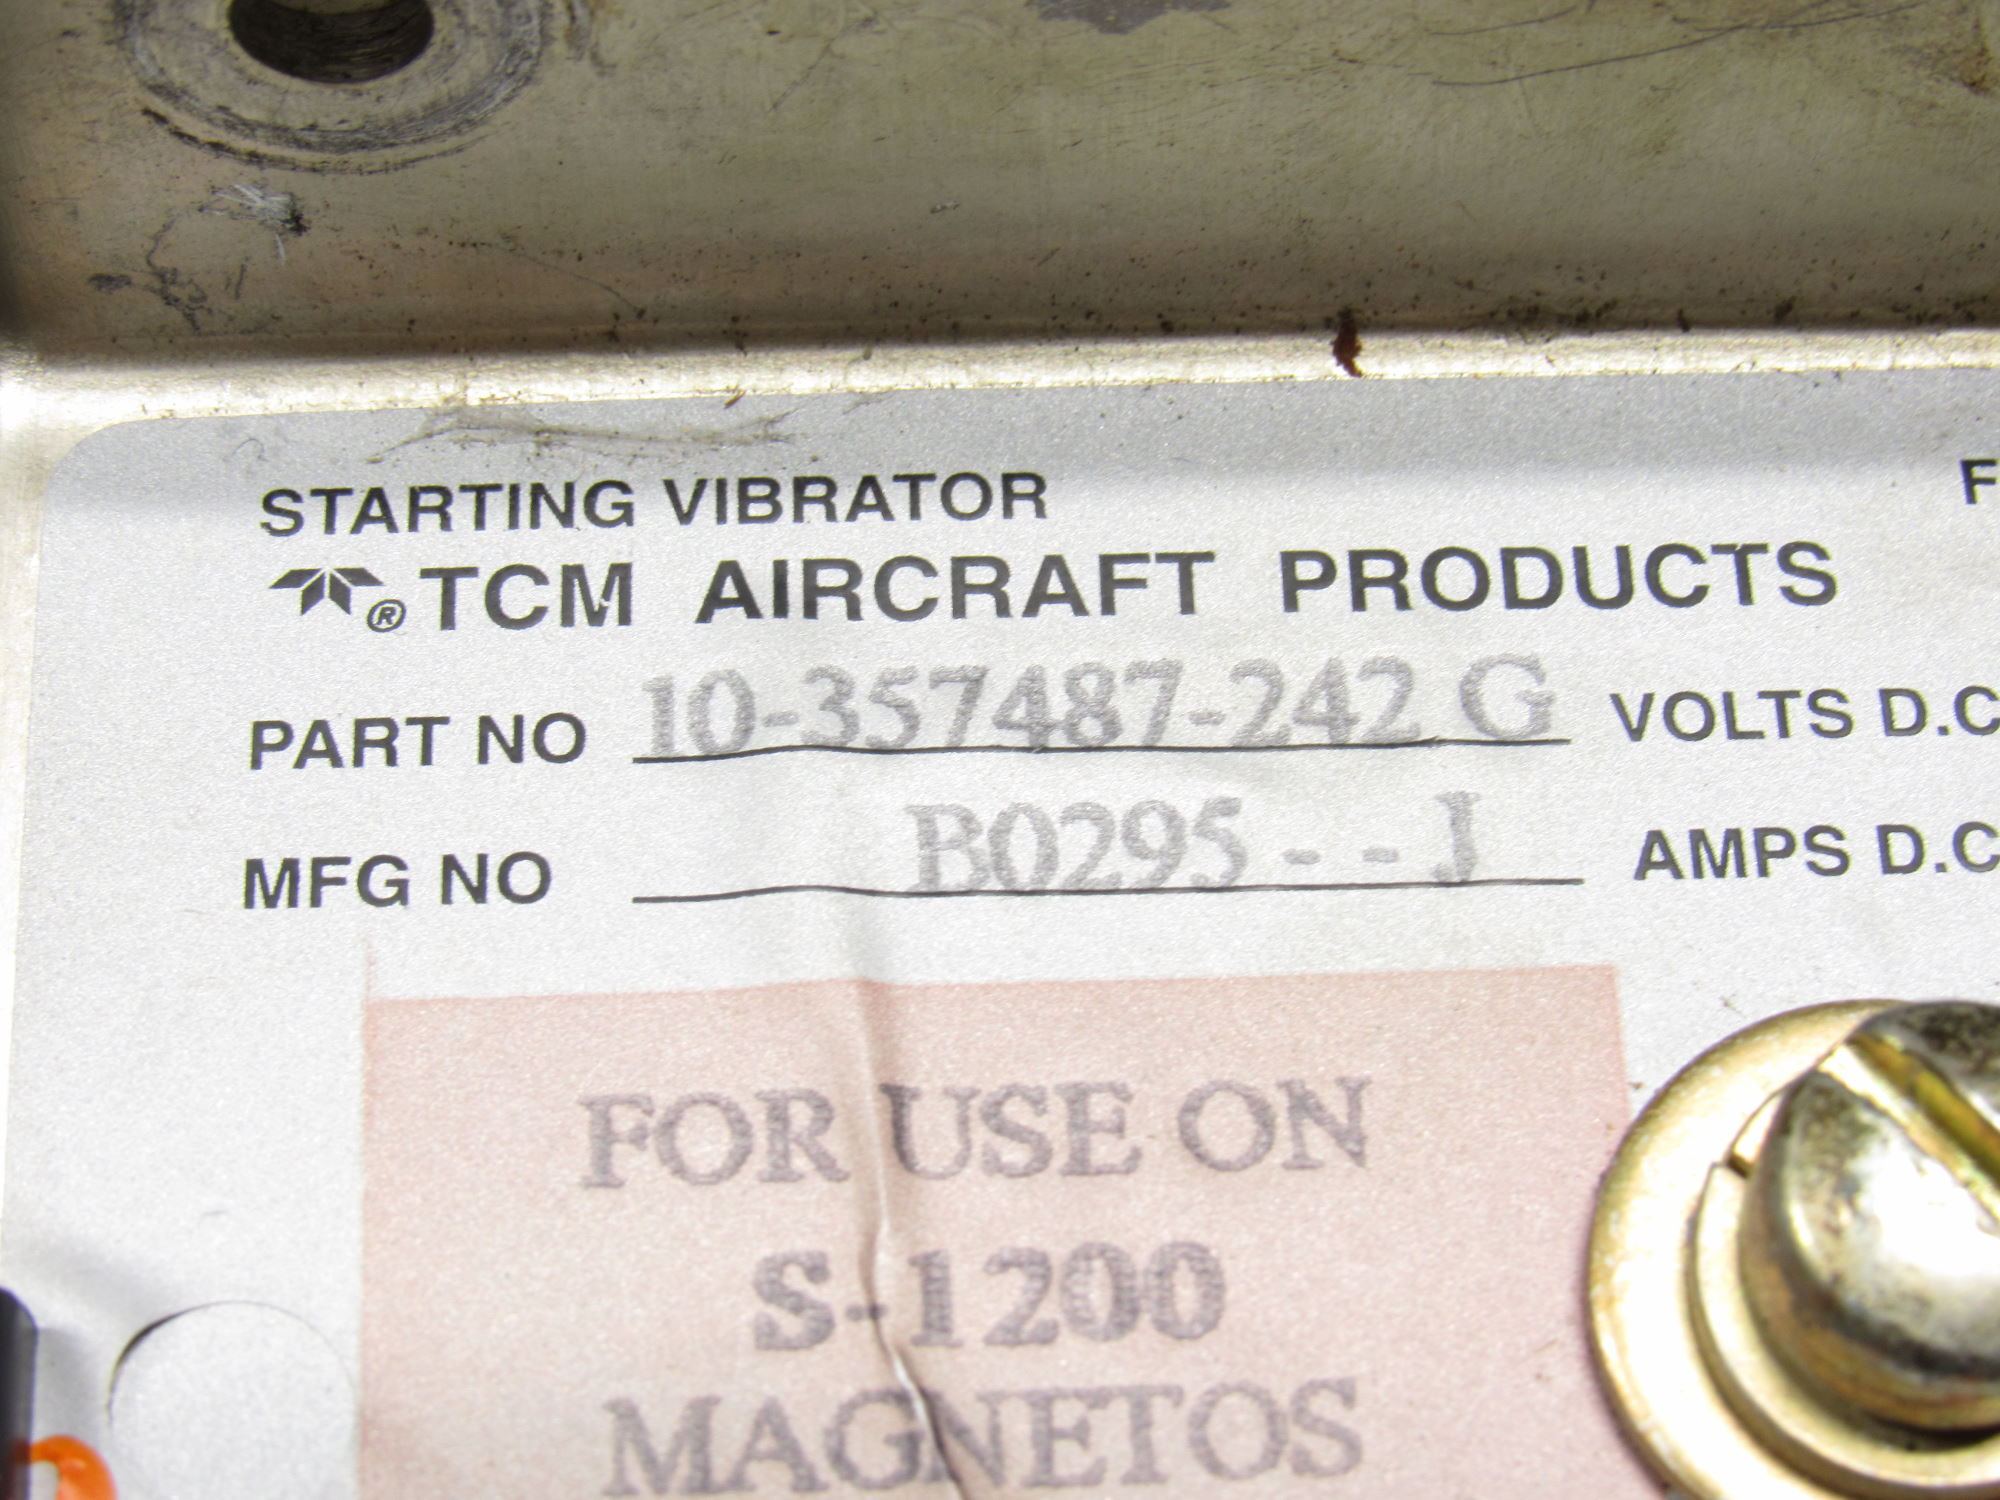 STARTING VIBRATOR F
® TCM AIRCRAFT PRODUCTS
PART NO 10-357487-242 G VOLTS D.C
MFG NO B0295 - - J AMPS D.C
FOR USE ON
S-1200
MAGNETOS